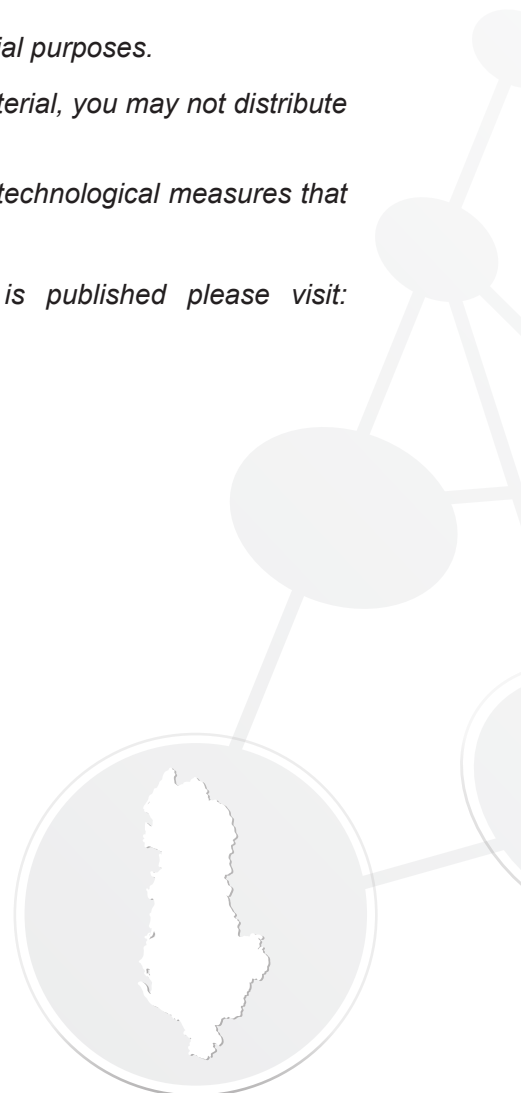 ial purposes.
terial, you may not distribute
technological measures that
is published please visit: